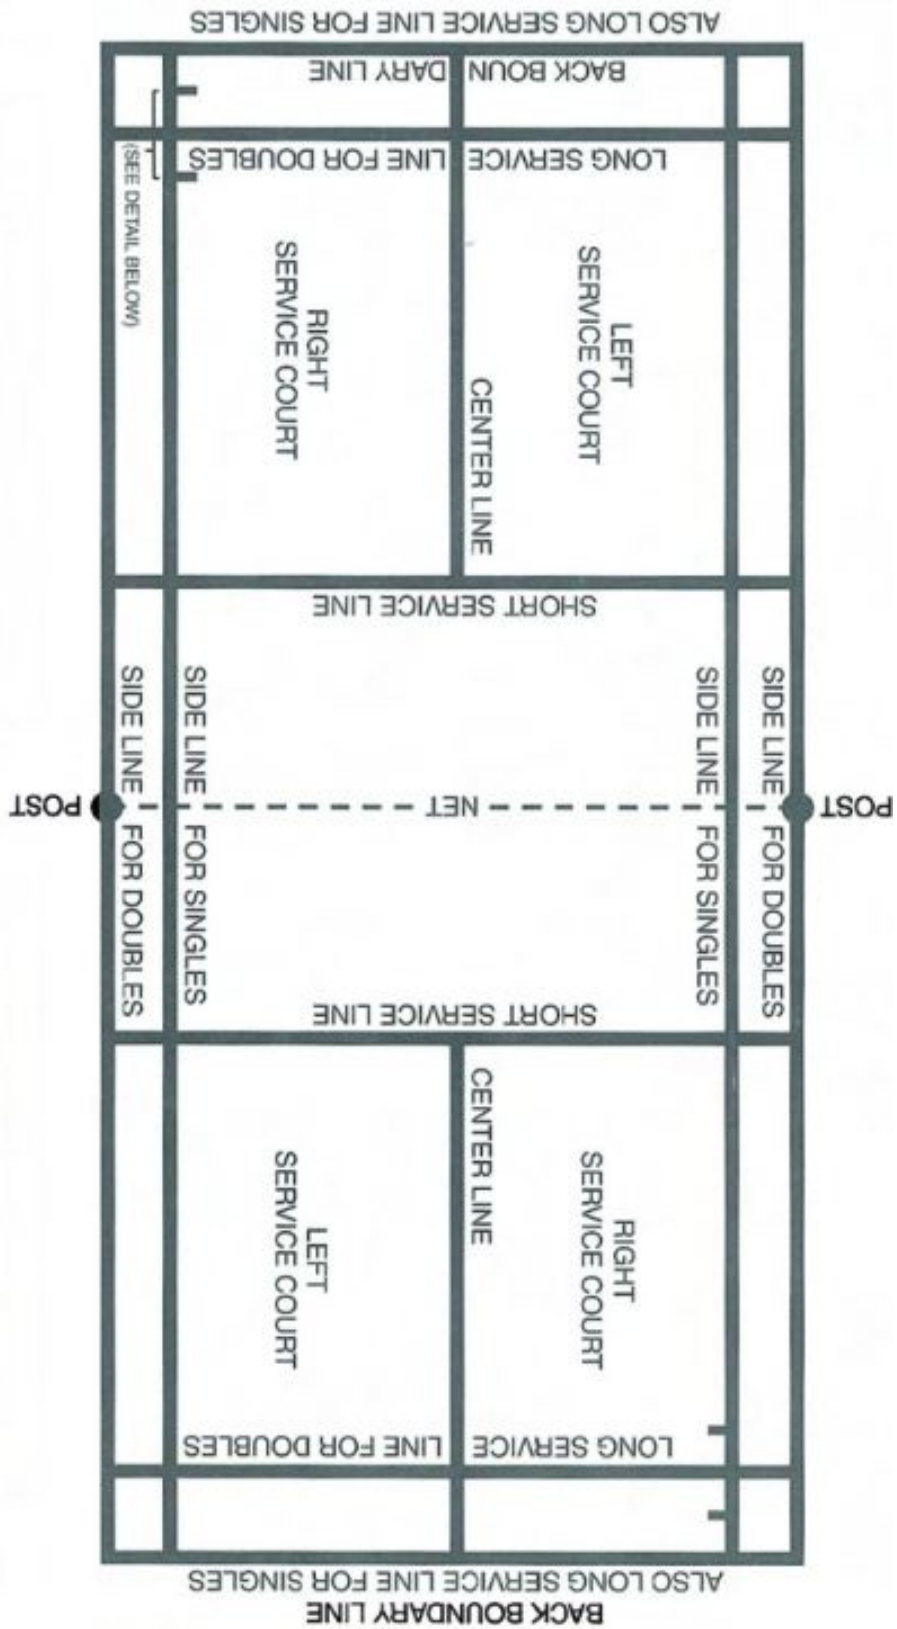 ALSO LONG SERVICE LINE FOR SINGLES
BACK BOUN DARY LINE
LONG SERVICE LINE FOR DOUBLES
(SEE DETAIL BELOW)
RIGHT
SERVICE COURT
LEFT
SERVICE COURT
CENTER LINE
SHORT SERVICE LINE
SIDE LINE FOR DOUBLES
SIDE LINE FOR SINGLES
SIDE LINE FOR SINGLES
SIDE LINE FOR DOUBLES
POST
NET
POST
SHORT SERVICE LINE
CENTER LINE
LEFT
SERVICE COURT
RIGHT
SERVICE COURT
LONG SERVICE LINE FOR DOUBLES
ALSO LONG SERVICE LINE FOR SINGLES
BACK BOUNDARY LINE